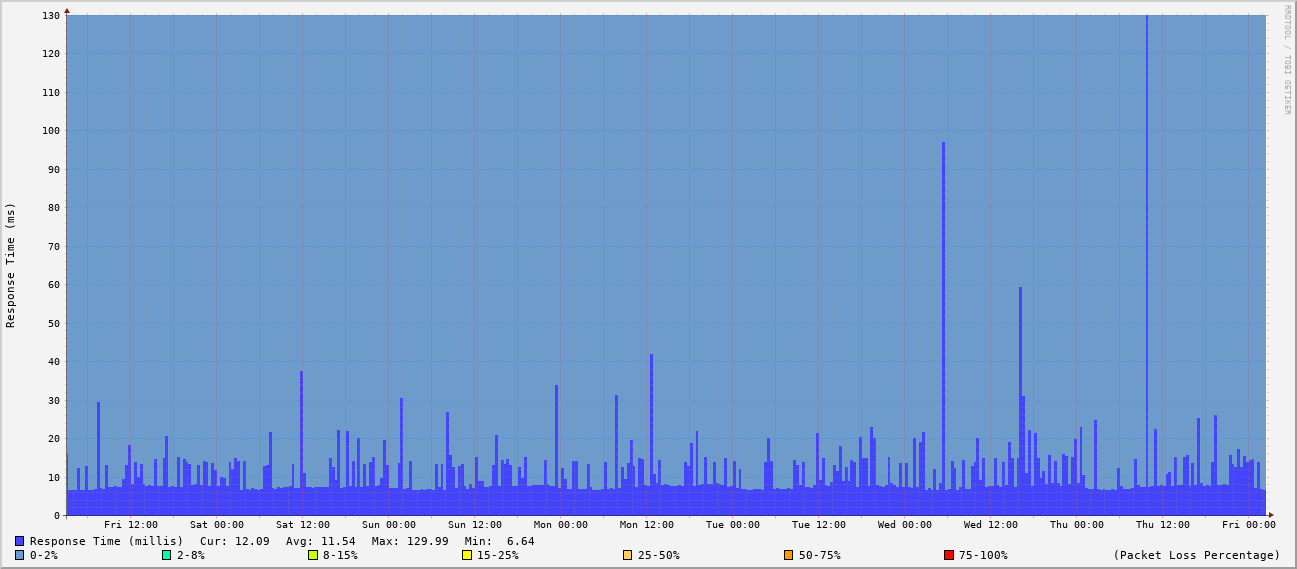 RRDTOOL / TOBI OETIKER
Response Time (ms)
130
120
110
100
90
80
70
60
50
40
30
20
10
0
Fri 12:00 Sat 00:00 Sat 12:00 Sun 00:00 Sun 12:00 Mon 00:00 Mon 12:00 Tue 00:00 Tue 12:00 Wed 00:00 Wed 12:00 Thu 00:00 Thu 12:00 Fri 00:00
Response Time (millis) Cur: 12.09 Avg: 11.54 Max: 129.99 Min: 6.64
0-2% 2-8% 8-15% 15-25% 25-50% 50-75% 75-100% (Packet Loss Percentage)